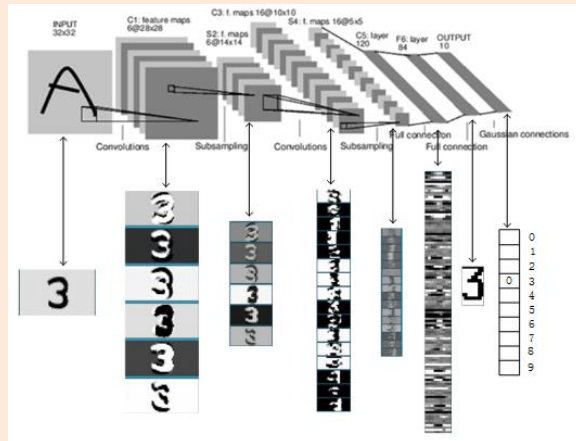 INPUT
32x32
C1: feature maps
6@28x28
C3: f. maps 16@10x10
S2: f. maps
6@14x14
S4: f. maps 16@5x5
C5: layer
120
F6: layer
84
OUTPUT
10
A
Convolutions
Subsampling
Convolutions
Subsampling
Full connection
Full connection
Gaussian connections
3
3
0
0
1
2
3
4
5
6
7
8
9